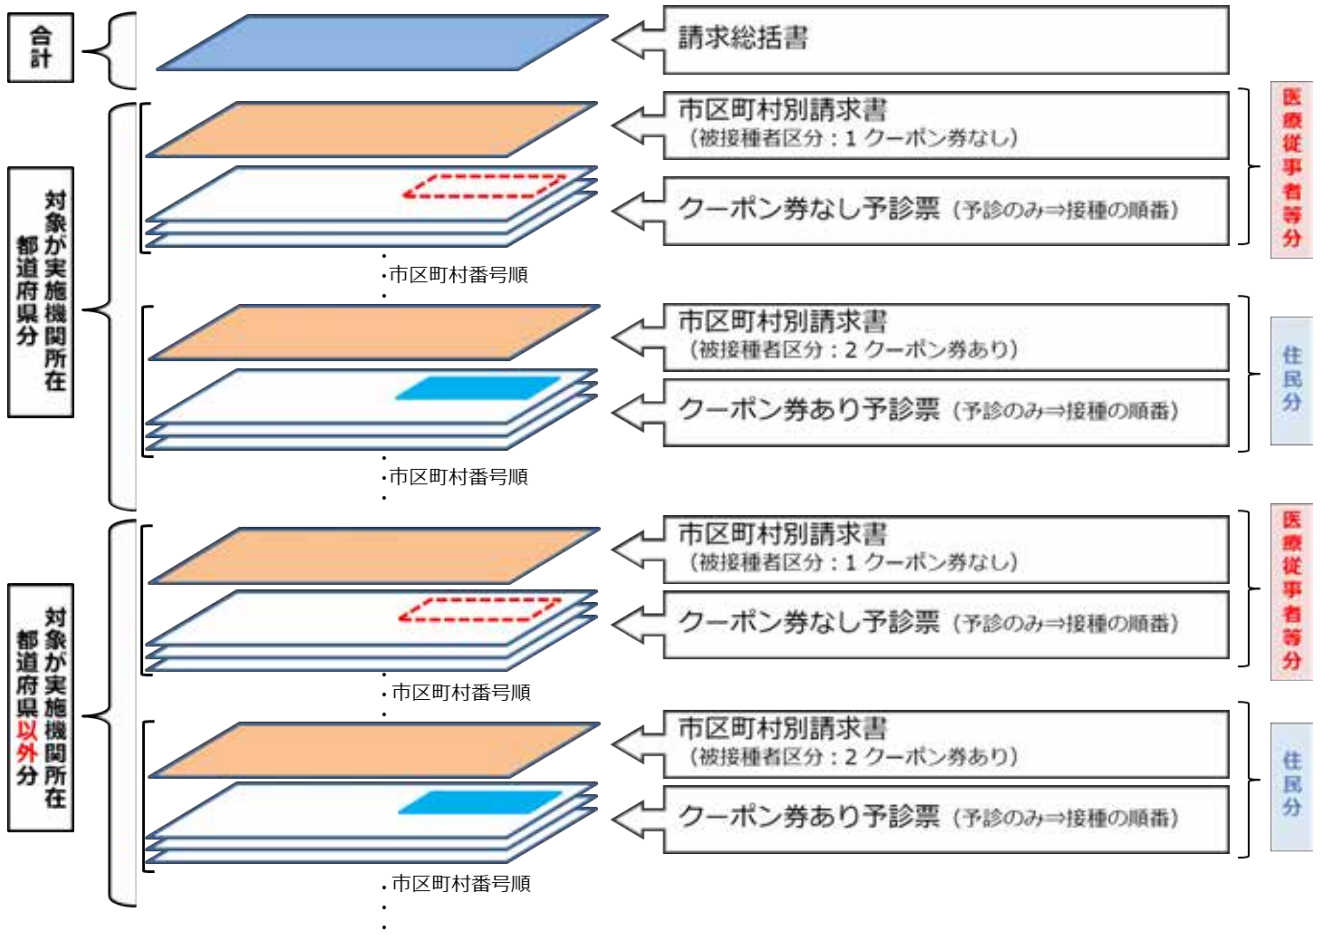 合計
請求総括書
対象が実施機関所在
都道府県分
市区町村別請求書
（被接種者区分：1 クーポン券なし）
クーポン券なし予診票（予診のみ⇒接種の順番）
医療従事者等分
市区町村番号順
市区町村別請求書
（被接種者区分：2 クーポン券あり）
クーポン券あり予診票（予診のみ⇒接種の順番）
住民分
市区町村番号順
対象が実施機関所在
都道府県以外分
市区町村別請求書
（被接種者区分：1 クーポン券なし）
クーポン券なし予診票（予診のみ⇒接種の順番）
医療従事者等分
市区町村番号順
市区町村別請求書
（被接種者区分：2 クーポン券あり）
クーポン券あり予診票（予診のみ⇒接種の順番）
住民分
市区町村番号順